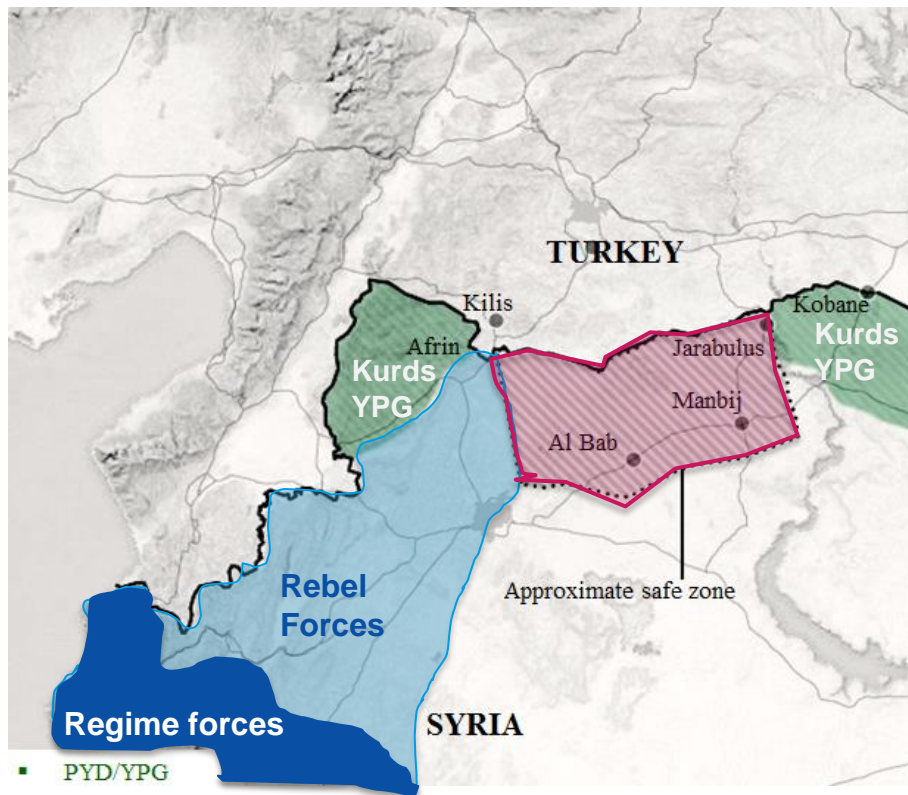 TURKEY
Kilis
Kobane
Afrin
Jarabulus
Kurds
YPG
Kurds
YPG
Manbij
Al Bab
Approximate safe zone
Rebel
Forces
Regime forces
SYRIA
▪ PYD/YPG